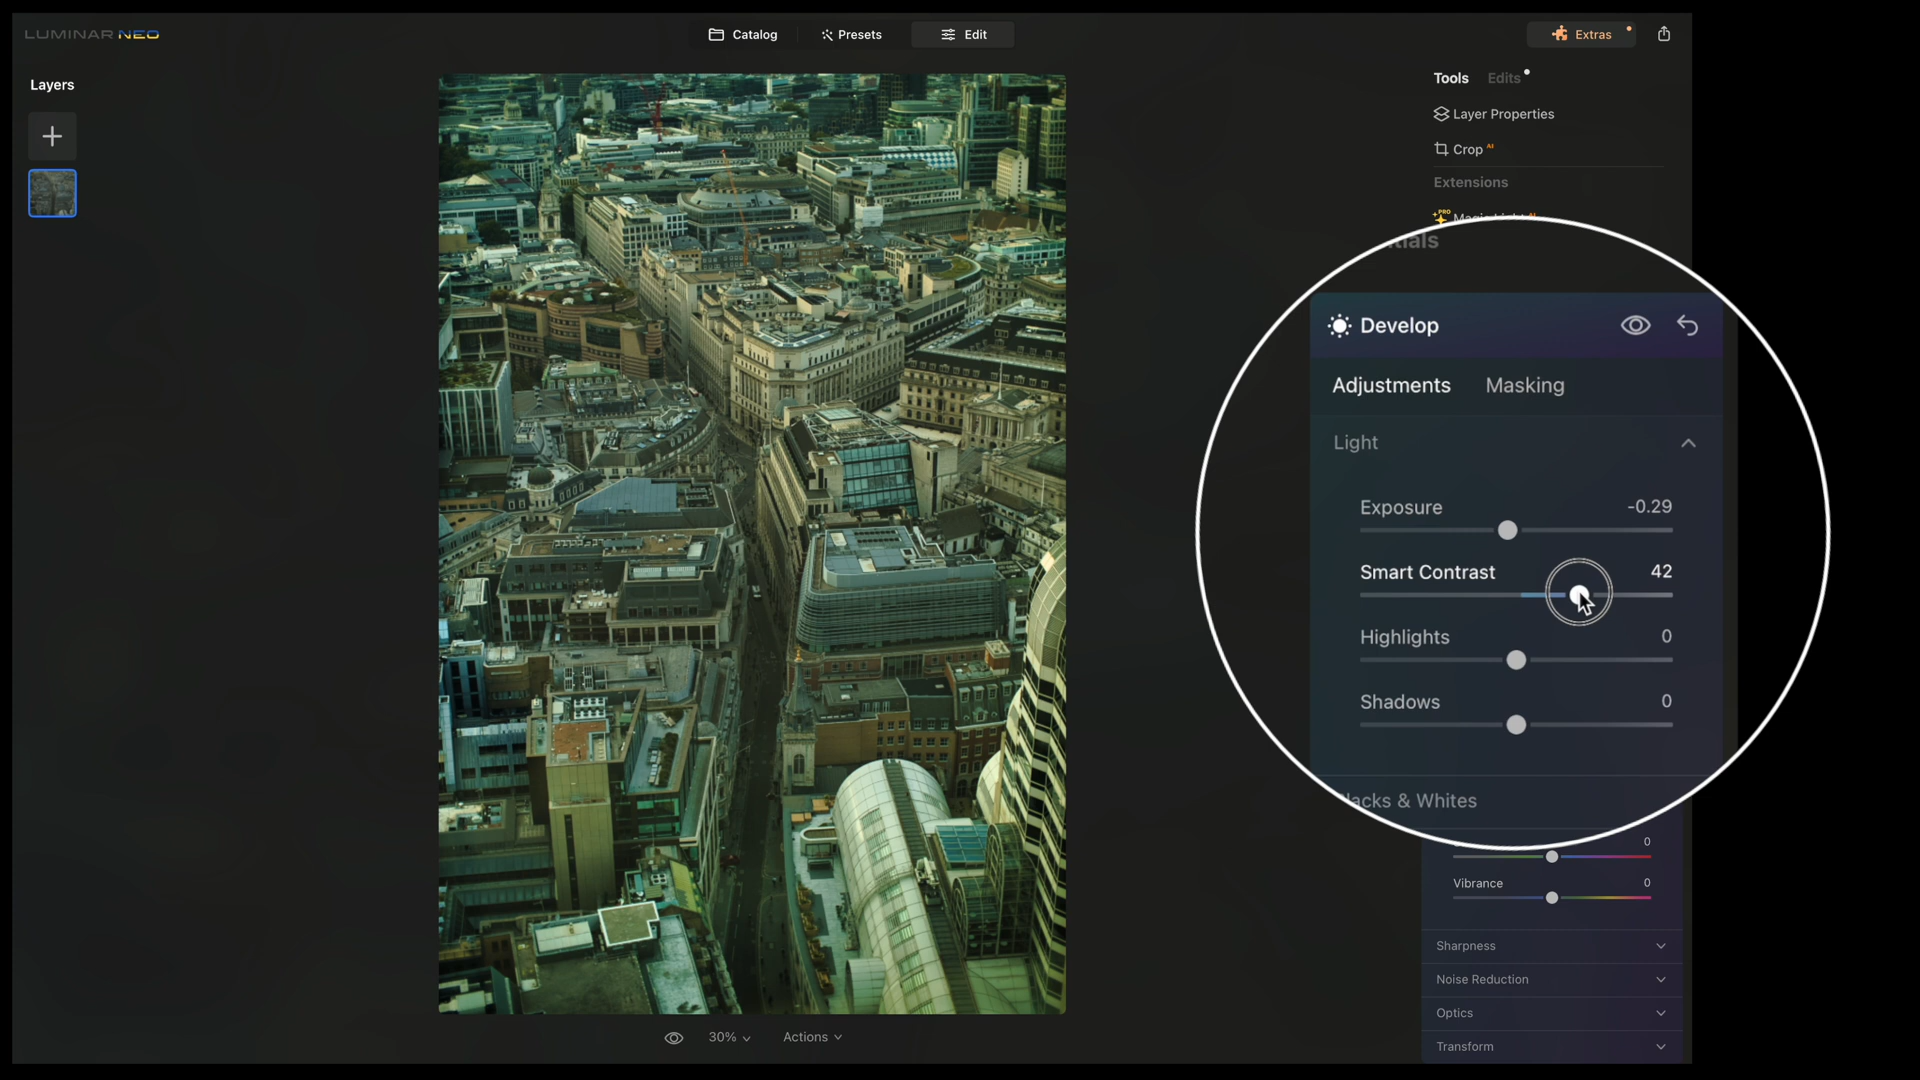 LUMINAR NEO
Catalog
Presets
Edit
Extras
Layers
Tools
Edits
Layer Properties
Crop AI
Extensions
PRO
Develop
Adjustments
Masking
Light
Exposure -0.29
Smart Contrast 42
Highlights 0
Shadows 0
& Whites
0
Vibrance 0
Sharpness
Noise Reduction
Optics
Transform
30%
Actions